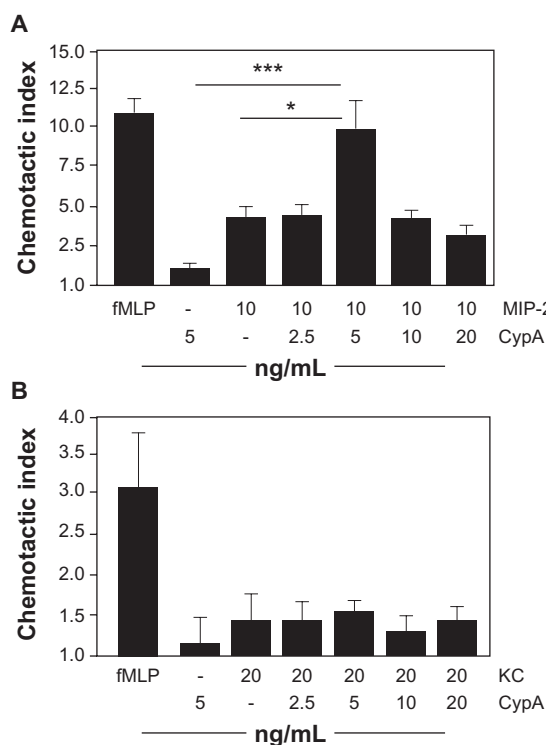 A
Chemotactic index
15.0
12.5
10.0
7.5
5.0
2.5
1.0
***
*
fMLP - 10 10 10 10 10 MIP-2
5 - 2.5 5 10 20 CypA
ng/mL
B
Chemotactic index
4.0
3.5
3.0
2.0
1.5
1.0
fMLP - 20 20 20 20 20 KC
5 - 2.5 5 10 20 CypA
ng/mL